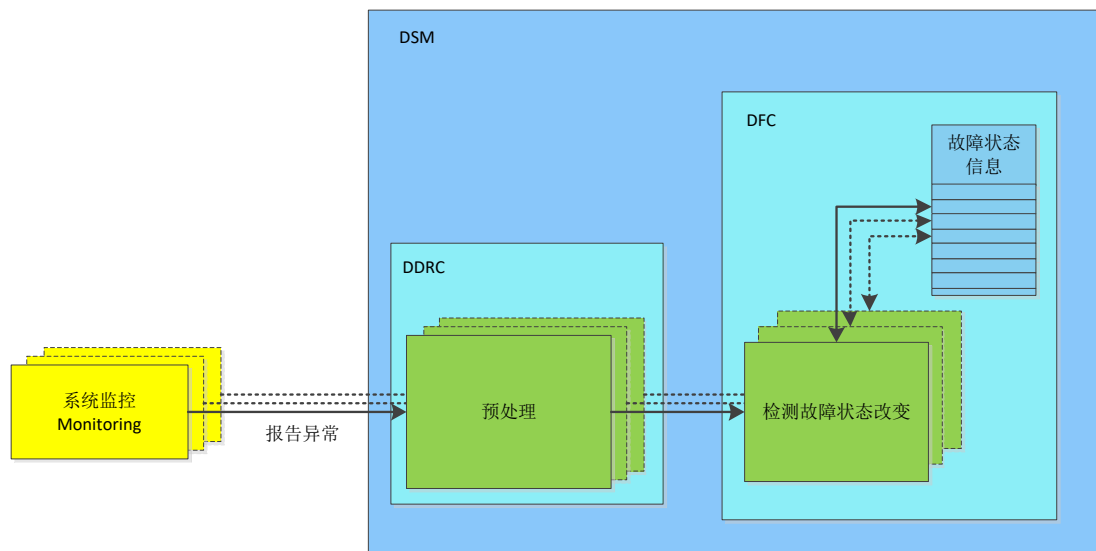 DSM
DFC
故障状态
信息
DDRC
系统监控
Monitoring
报告异常
预处理
检测故障状态改变